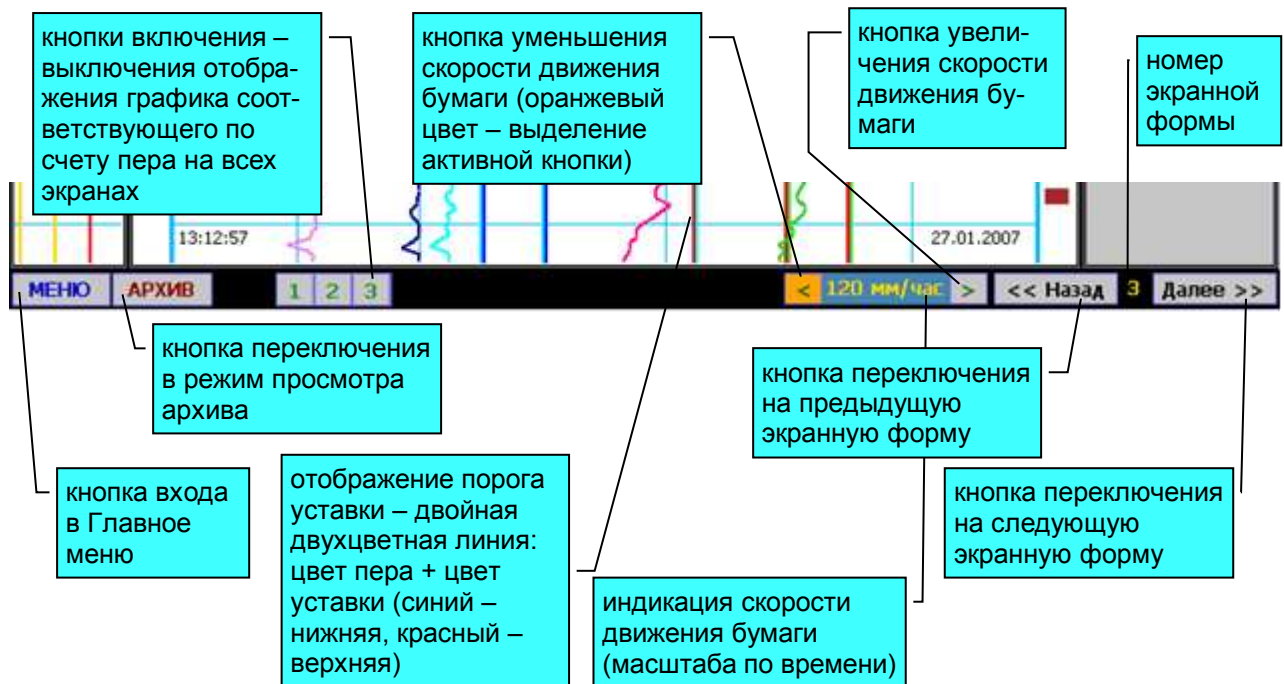 кнопки включения –
выключения отобра-
жения графика соот-
ветствующего по
счету пера на всех
экранах
кнопка уменьшения
скорости движения
бумаги (оранжевый
цвет – выделение
активной кнопки)
кнопка увели-
чения скорости
движения бу-
маги
номер
экранной
формы
13:12:57
27.01.2007
МЕНЮ АРХИВ 1 2 3 < 120 мм/час > << Назад 3 Далее >>
кнопка переключения
в режим просмотра
архива
кнопка переключения
на предыдущую
экранную форму
кнопка входа
в Главное
меню
отображение порога
уставки – двойная
двухцветная линия:
цвет пера + цвет
уставки (синий –
нижняя, красный –
верхняя)
индикация скорости
движения бумаги
(масштаба по времени)
кнопка переключения
на следующую
экранную форму